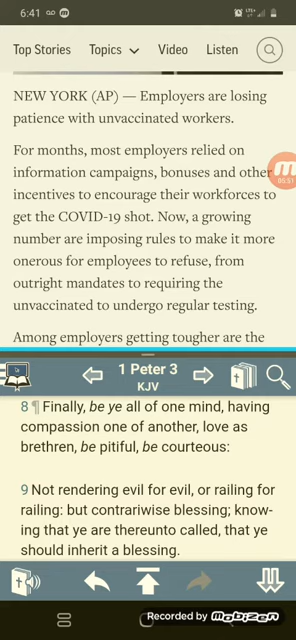 6:41
LTE+
Top Stories Topics Video Listen
NEW YORK (AP) — Employers are losing
patience with unvaccinated workers.
For months, most employers relied on
information campaigns, bonuses and other
incentives to encourage their workforces to
get the COVID-19 shot. Now, a growing
number are imposing rules to make it more
onerous for employees to refuse, from
outright mandates to requiring the
unvaccinated to undergo regular testing.
Among employers getting tougher are the
05:51
1 Peter 3
KJV
8 ¶ Finally, be ye all of one mind, having
compassion one of another, love as
brethren, be pitiful, be courteous:
9 Not rendering evil for evil, or railing for
railing: but contrariwise blessing; know-
ing that ye are thereunto called, that ye
should inherit a blessing.
Recorded by Mobizen